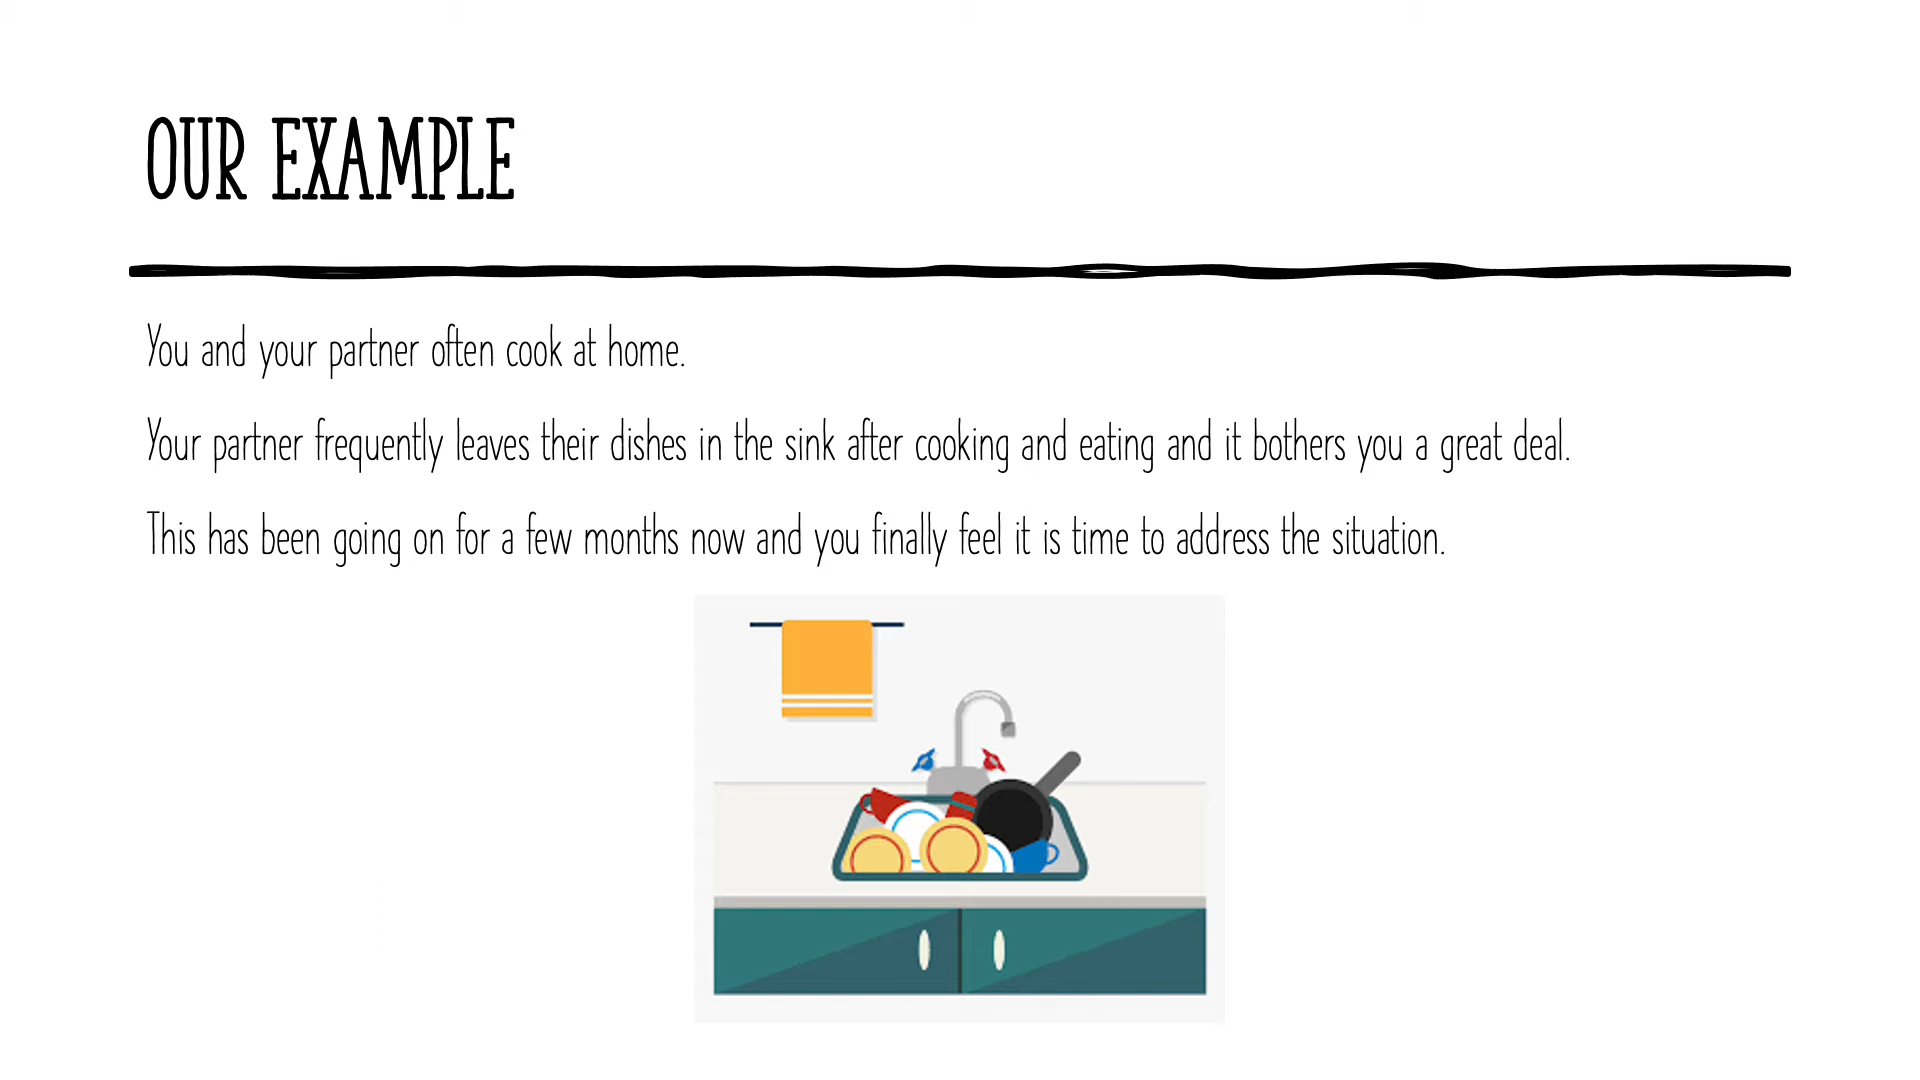 OUR EXAMPLE
You and your partner often cook at home.
Your partner frequently leaves their dishes in the sink after cooking and eating and it bothers you a great deal.
This has been going on for a few months now and you finally feel it is time to address the situation.